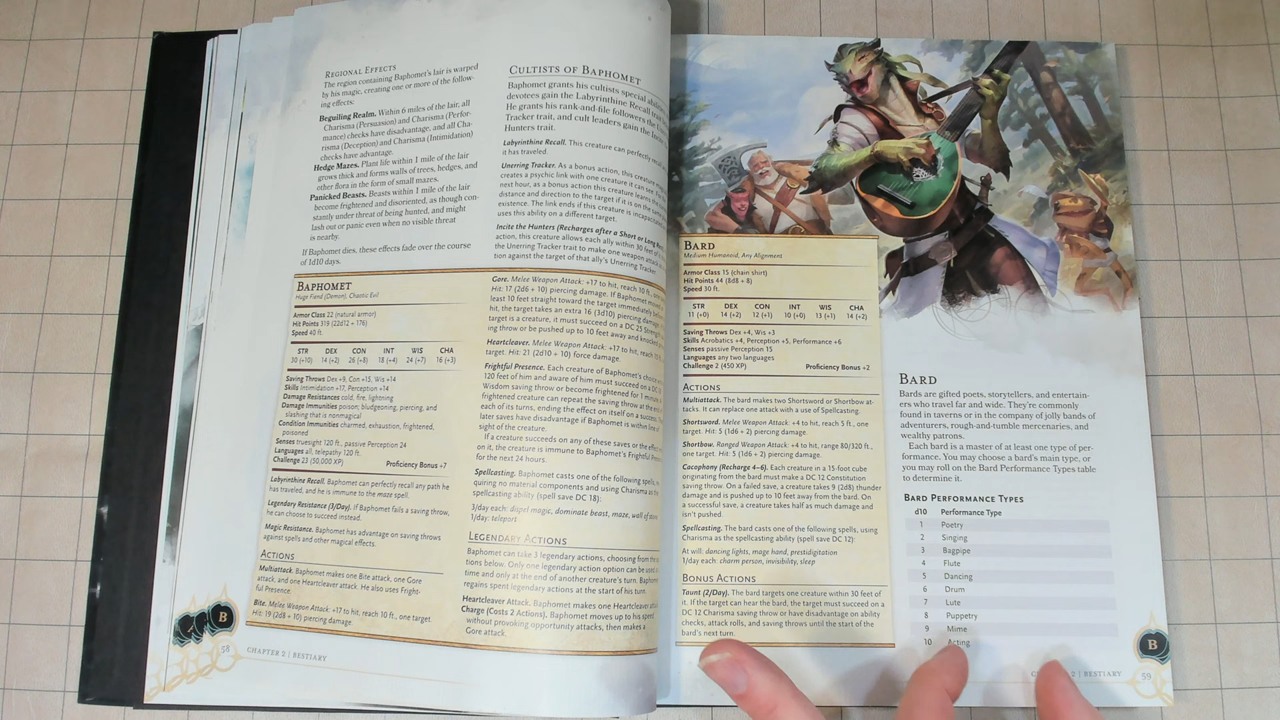 REGIONAL EFFECTS
The region containing Baphomet's lair is warped
by his magic, creating one or more of the follow-
ing effects:
Beguiling Realm. Within 6 miles of the lair, all
Charisma (Persuasion) and Charisma (Perfor-
mance) checks have disadvantage, and all Cha-
risma (Deception) and Charisma (Intimidation)
checks have advantage.
Hedge Mazes. Plant life within 1 mile of the lair
grows thick and forms walls of trees, hedges, and
other flora in the form of small mazes.
Panicked Beasts. Beasts within 1 mile of the lair
become frightened and disoriented, as though con-
stantly under threat of being hunted, and might
lash out or panic even when no visible threat
is nearby.
If Baphomet dies, these effects fade over the course
of 1d10 days.
BAPHOMET
Huge Fiend (Demon), Chaotic Evil
Armor Class 22 (natural armor)
Hit Points 319 (22d12 + 176)
Speed 40 ft.
STR DEX CON INT WIS CHA
30 (+10) 14 (+2) 26 (+8) 18 (+4) 24 (+7) 16 (+3)
Saving Throws Dex +9, Con +15, Wis +14
Skills Intimidation +17, Perception +14
Damage Resistances cold, fire, lightning
Damage Immunities poison; bludgeoning, piercing, and
slashing that is nonmagical
Condition Immunities charmed, exhaustion, frightened,
poisoned
Senses truesight 120 ft., passive Perception 24
Languages all, telepathy 120 ft.
Challenge 23 (50,000 XP) Proficiency Bonus +7
Labyrinthine Recall. Baphomet can perfectly recall any path he
has traveled, and he is immune to the maze spell.
Legendary Resistance (3/Day). If Baphomet fails a saving throw,
he can choose to succeed instead.
Magic Resistance. Baphomet has advantage on saving throws
against spells and other magical effects.
ACTIONS
Multiattack. Baphomet makes one Bite attack, one Gore
attack, and one Heartcleaver attack. He also uses Fright-
ful Presence.
Bite. Melee Weapon Attack: +17 to hit, reach 10 ft., one target.
Hit: 19 (2d8 + 10) piercing damage.
B
58
CHAPTER 2 | BESTIARY
CULTISTS OF BAPHOMET
Baphomet grants his cultists special
devotees gain the Labyrinthine Recall
He grants his rank-and-file followers the
Tracker trait, and cult leaders gain the
Hunters trait.
Labyrinthine Recall. This creature can perfectly
it has traveled.
Unerring Tracker. As a bonus action, this creature
creates a psychic link with one creature it can see.
next hour, as a bonus action this creature learns the
distance and direction to the target if it is on the same
existence. The link ends if this creature is incapacitated
uses this ability on a different target.
Incite the Hunters (Recharges after a Short or Long
action, this creature allows each ally within 30 feet of
the Unerring Tracker trait to make one weapon attack
tion against the target of that ally's Unerring Tracker
Gore. Melee Weapon Attack: +17 to hit, reach 10 ft., one
Hit: 17 (2d6 + 10) piercing damage. If Baphomet
least 10 feet straight toward the target immediately
hit, the target takes an extra 16 (3d10) piercing damage.
target is a creature, it must succeed on a DC 25 Strength
ing throw or be pushed up to 10 feet away and knocked
Heartcleaver. Melee Weapon Attack: +17 to hit, reach
target. Hit: 21 (2d10 + 10) force damage.
Frightful Presence. Each creature of Baphomet's choice
120 feet of him and aware of him must succeed on a DC
Wisdom saving throw or become frightened for 1 minute
frightened creature can repeat the saving throw at the
each of its turns, ending the effect on itself on a success.
later saves have disadvantage if Baphomet is within line of
sight of the creature.
If a creature succeeds on any of these saves or the effect
on it, the creature is immune to Baphomet's Frightful
for the next 24 hours.
Spellcasting. Baphomet casts one of the following spells,
quiring no material components and using Charisma as the
spellcasting ability (spell save DC 18):
3/day each: dispel magic, dominate beast, maze, wall of stone
1/day: teleport
LEGENDARY ACTIONS
Baphomet can take 3 legendary actions, choosing from the
tions below. Only one legendary action option can be used
time and only at the end of another creature's turn. Baphomet
regains spent legendary actions at the start of his turn.
Heartcleaver Attack. Baphomet makes one Heartcleaver
Charge (Costs 2 Actions). Baphomet moves up to his speed
without provoking opportunity attacks, then makes a
Gore attack.
BARD
Medium Humanoid, Any Alignment
Armor Class 15 (chain shirt)
Hit Points 44 (8d8 + 8)
Speed 30 ft.
STR DEX CON INT WIS CHA
11 (+0) 14 (+2) 12 (+1) 10 (+0) 13 (+1) 14 (+2)
Saving Throws Dex +4, Wis +3
Skills Acrobatics +4, Perception +5, Performance +6
Senses passive Perception 15
Languages any two languages
Challenge 2 (450 XP) Proficiency Bonus +2
ACTIONS
Multiattack. The bard makes two Shortsword or Shortbow at-
tacks. It can replace one attack with a use of Spellcasting.
Shortsword. Melee Weapon Attack: +4 to hit, reach 5 ft., one
target. Hit: 5 (1d6 + 2) piercing damage.
Shortbow. Ranged Weapon Attack: +4 to hit, range 80/320 ft.,
one target. Hit: 5 (1d6 + 2) piercing damage.
Cacophony (Recharge 4–6). Each creature in a 15-foot cube
originating from the bard must make a DC 12 Constitution
saving throw. On a failed save, a creature takes 9 (2d8) thunder
damage and is pushed up to 10 feet away from the bard. On
a successful save, a creature takes half as much damage and
isn't pushed.
Spellcasting. The bard casts one of the following spells, using
Charisma as the spellcasting ability (spell save DC 12):
At will: dancing lights, mage hand, prestidigitation
1/day each: charm person, invisibility, sleep
BONUS ACTIONS
Taunt (2/Day). The bard targets one creature within 30 feet of
it. If the target can hear the bard, the target must succeed on a
DC 12 Charisma saving throw or have disadvantage on ability
checks, attack rolls, and saving throws until the start of the
bard's next turn.
BARD
Bards are gifted poets, storytellers, and entertain-
ers who travel far and wide. They're commonly
found in taverns or in the company of jolly bands of
adventurers, rough-and-tumble mercenaries, and
wealthy patrons.
Each bard is a master of at least one type of per-
formance. You may choose a bard's main type, or
you may roll on the Bard Performance Types table
to determine it.
BARD PERFORMANCE TYPES
d10 Performance Type
1 Poetry
2 Singing
3 Bagpipe
4 Flute
5 Dancing
6 Drum
7 Lute
8 Puppetry
9 Mime
10 Acting
2 | BESTIARY
B
59